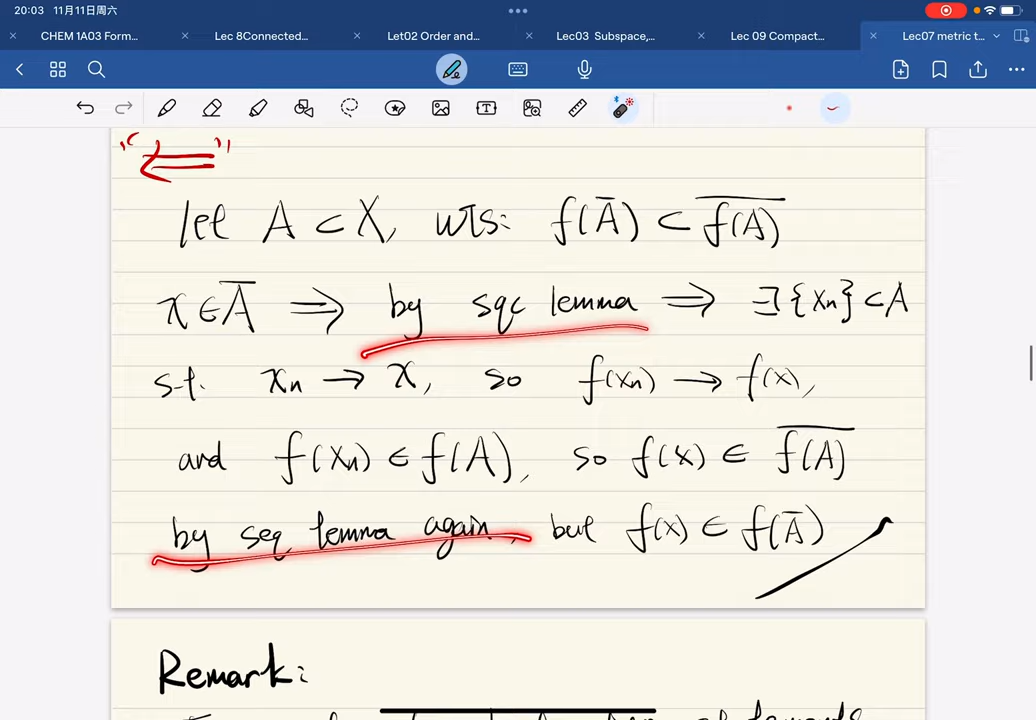 20:03 11月11日周六
CHEM 1A03 Form...
Lec 8Connected...
Let02 Order and...
Lec03 Subspace,...
Lec 09 Compact...
Lec07 metric t...
"⇐"
let A ⊂ X, wts: f(Ā) ⊂ \overline{f(A)}
x ∈ Ā ⟹ by sqc lemma ⟹ ∃{xn} ⊂ A
s.t. xn → x, so f(xn) → f(x),
and f(xn) ∈ f(A), so f(x) ∈ \overline{f(A)}
by seq lemma again, but f(x) ∈ f(Ā)
Remark: